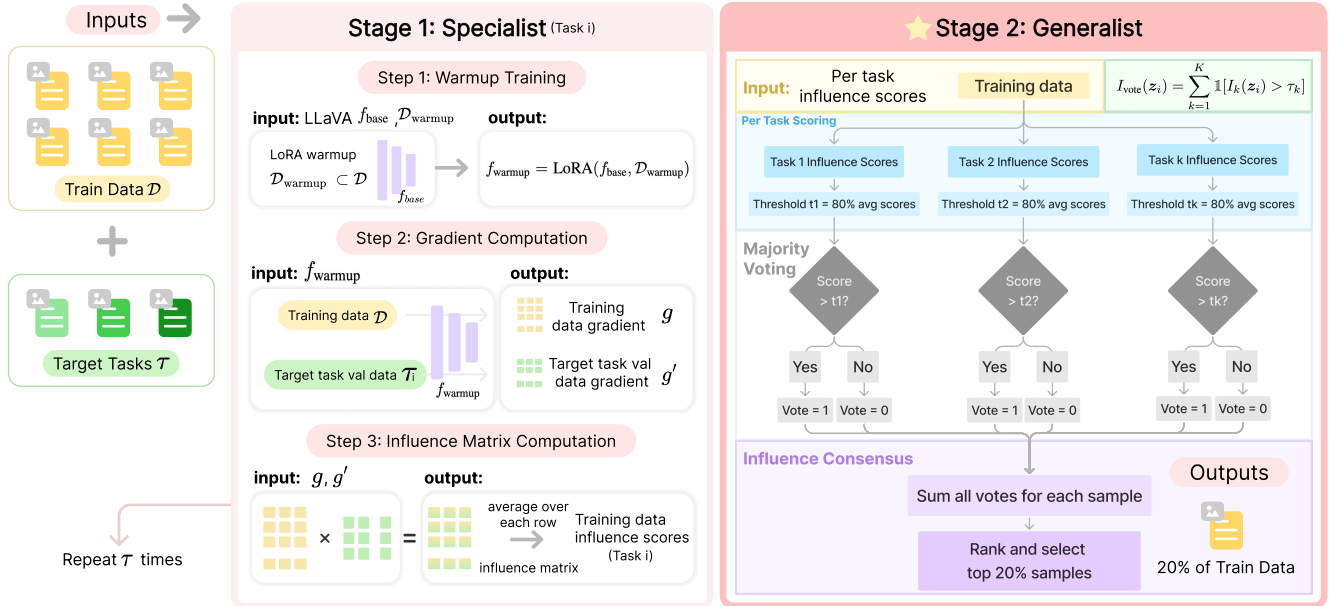 Inputs
Train Data 𝒟
+
Target Tasks 𝒯
Repeat 𝒯 times
Stage 1: Specialist (Task i)
Step 1: Warmup Training
input: LLaVA f_base , 𝒟_warmup
output:
LoRA warmup
𝒟_warmup ⊂ 𝒟
f_base
f_warmup = LoRA(f_base, 𝒟_warmup)
Step 2: Gradient Computation
input: f_warmup
output:
Training data 𝒟
Target task val data 𝒯i
f_warmup
Training
data gradient g
Target task val
data gradient g′
Step 3: Influence Matrix Computation
input: g, g′
output:
×
=
average over
each row
influence matrix
Training data
influence scores
(Task i)
Stage 2: Generalist
Input: Per task
influence scores
Training data
I_vote(z_i) = ∑_{k=1}^{K} 𝟙[I_k(z_i) > τ_k]
Per Task Scoring
Task 1 Influence Scores
Task 2 Influence Scores
Task k Influence Scores
Threshold t1 = 80% avg scores
Threshold t2 = 80% avg scores
Threshold tk = 80% avg scores
Majority
Voting
Score
> t1?
Score
> t2?
Score
> tk?
Yes
No
Yes
No
Yes
No
Vote = 1
Vote = 0
Vote = 1
Vote = 0
Vote = 1
Vote = 0
Influence Consensus
Sum all votes for each sample
Rank and select
top 20% samples
Outputs
20% of Train Data